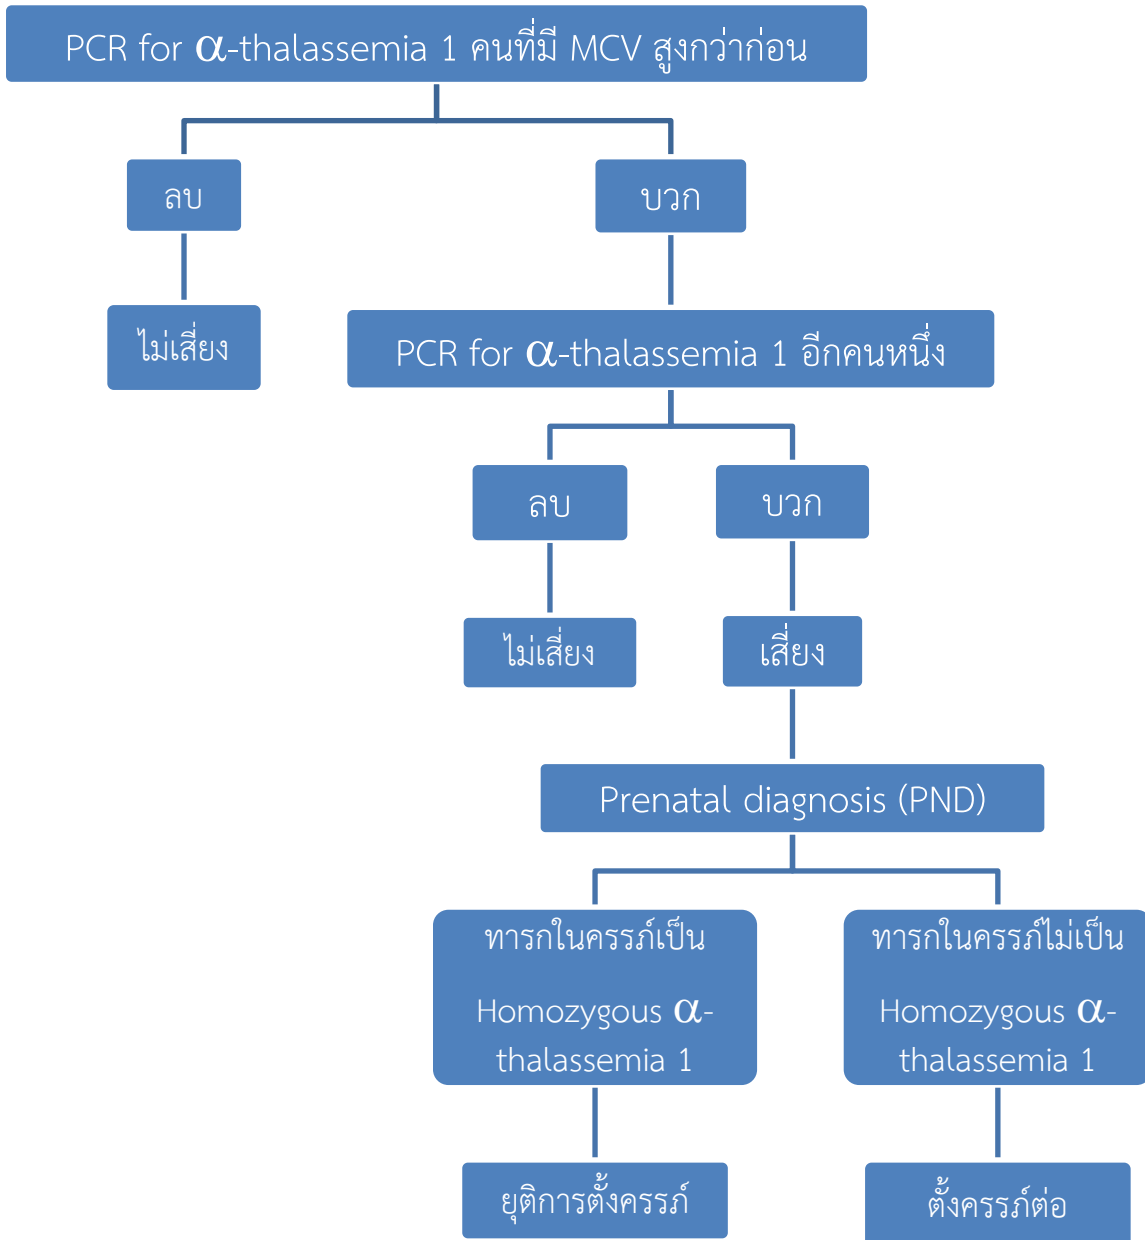 PCR for α-thalassemia 1 คนที่มี MCV สูงกว่าก่อน
ลบ
บวก
ไม่เสี่ยง
PCR for α-thalassemia 1 อีกคนหนึ่ง
ลบ
บวก
ไม่เสี่ยง
เสี่ยง
Prenatal diagnosis (PND)
ทารกในครรภ์เป็น
Homozygous α-
thalassemia 1
ทารกในครรภ์ไม่เป็น
Homozygous α-
thalassemia 1
ยุติการตั้งครรภ์
ตั้งครรภ์ต่อ